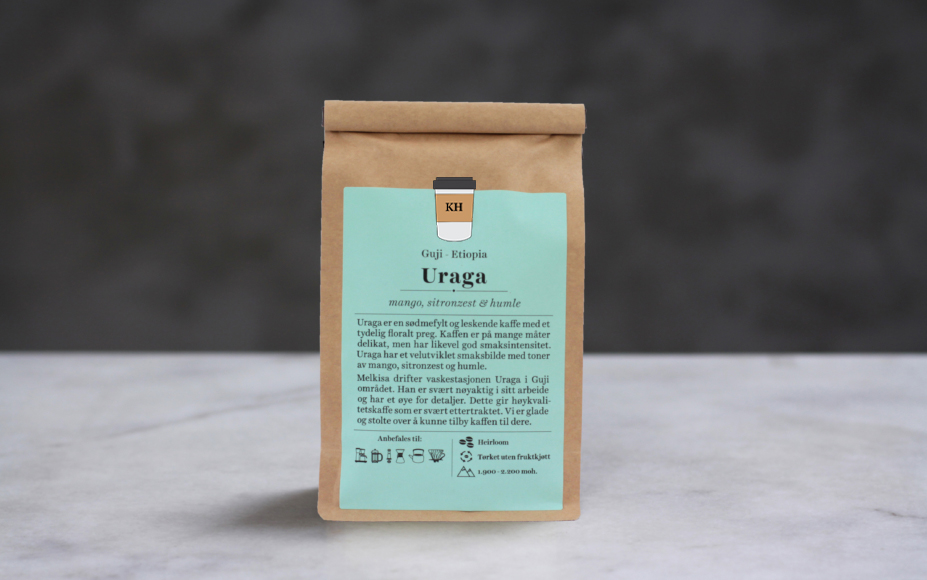 KH
Guji - Etiopia
Uraga
mango, sitronzest & humle
Uraga er en sødmefylt og leskende kaffe med et
tydelig floralt preg. Kaffen er på mange måter
delikat, men har likevel god smaksintensitet.
Uraga har et velutviklet smaksbilde med toner
av mango, sitronzest og humle.
Melkisa drifter vaskestasjonen Uraga i Guji
området. Han er svært nøyaktig i sitt arbeide
og har et øye for detaljer. Dette gir høykvali-
tetskaffe som er svært ettertraktet. Vi er glade
og stolte over å kunne tilby kaffen til dere.
Anbefales til:
Heirloom
Tørket uten fruktkjøtt
1.900 - 2.200 moh.